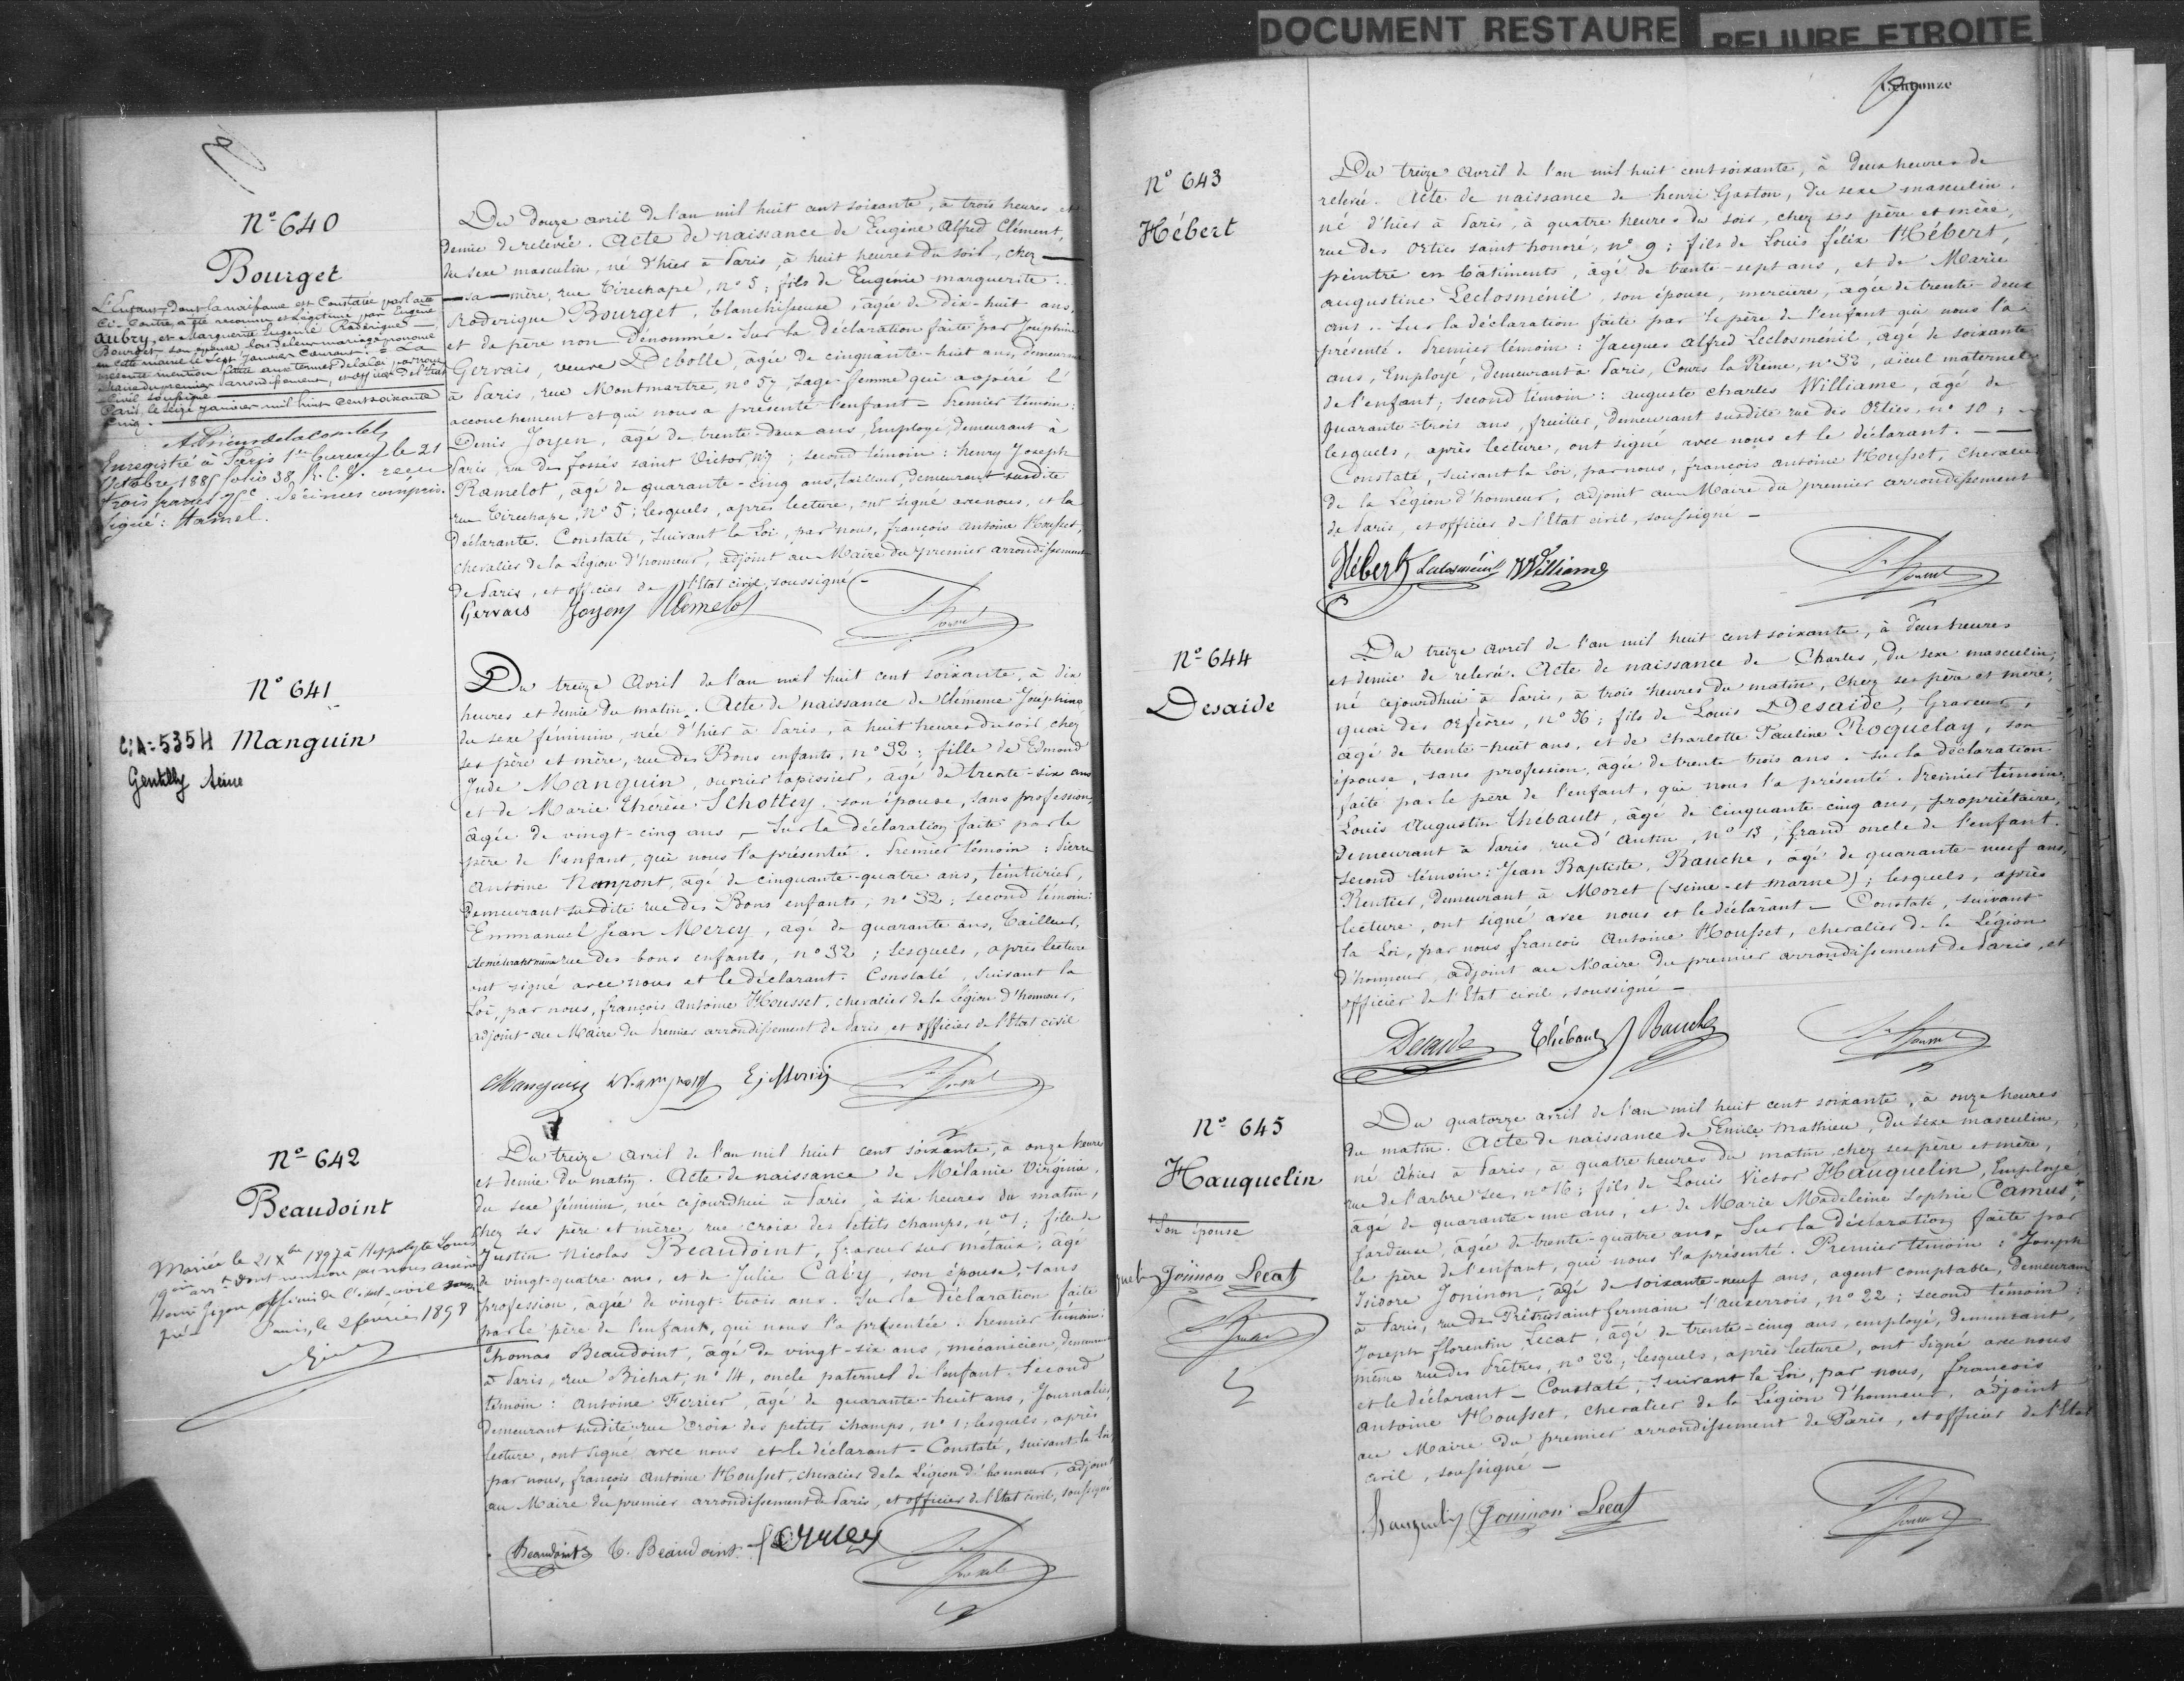 DOCUMENT RESTAURE
RELIURE ETROITE
N° 640
Bourget
L'Enfant, dont la naissance est Constatée par l'acte
ci-contre, a été reconnu et Légitimé par Eugène
Aubry, et Marguerite Eugenie Rodérique
Bourget son épouse lors de leur mariage prononcé
en cette mairie le sept Janvier Courant. = La
présente mention faite aux termes de la loi par nous
Maire du premier arrondissement, et officier de l'Etat
Civil soussigné
Paris, le seize janvier mil huit cent soixante
cinq.
Enregistré à Paris 1er bureau le 21
Octobre 1885 folio 38, R. C. 8. reçu
trois francs 75c. Décimes compris.
Signé: Hamel.
Du douze avril de l'an mil huit cent soixante, à trois heures et
demie de relevée. Acte de naissance de Eugène Alfred Clément,
du sexe masculin, né d'hier à Paris, à huit heures du soir, chez —
— sa — mère, rue Tirechape, n° 5; fils de Eugénie marguerite
Roderique Bourget, blanchisseuse, âgée de dix-huit ans,
et de père non dénommé. Sur la déclaration faite par Josephine
Gervais, veuve Debolle, âgée de cinquante-huit ans, demeurant
à Paris, rue Montmartre, n° 57, sage-femme qui a opéré l'
accouchement et qui nous a présenté l'enfant — Premier témoin:
Denis Joyen, âgé de trente-deux ans, Employé, demeurant à
Paris, rue des fossés saint Victor, n° 7; second témoin: henry Joseph
Ramelot, âgé de quarante-cinq ans, tailleur, demeurant susdite
rue Tirechape, n° 5; lesquels, après lecture, ont signé avec nous, et la
déclarante. Constaté, suivant la Loi, par nous, françois antoine Housset,
chevalier de la Légion d'honneur, adjoint au Maire du premier arrondissement
de Paris, et officier de l'Etat civil, soussigné —
Gervais Joyen Ramelot
N° 641
Manguin
C.A = 5354
Gentilly Seine
Du treize Avril de l'an mil huit cent soixante, à dix
heures et demie du matin. Acte de naissance de Clémence Joséphine,
du sexe féminin, née d'hier à Paris, à huit heures du soir, chez
ses père et mère, rue des Bons enfants, n° 32; fille de Edmond
Jude Manguin, ouvrier tapissier, âgé de trente-six ans
et de Marie Thérèse Schottey, son épouse, sans profession,
âgée de vingt-cinq ans — Sur la déclaration faite par le
père de l'enfant, qui nous l'a présentée. Premier témoin: Pierre
Antoine Nampont, âgé de cinquante-quatre ans, teinturier,
demeurant susdite rue des Bons enfants, n° 32; second témoin:
Emmanuel Jean Mercy, âgé de quarante ans, Tailleur,
demeurant même rue des bons enfants, n° 32; lesquels, après lecture
ont signé avec nous et le déclarant. Constaté, suivant la
Loi, par nous, françois antoine Housset, chevalier de la Légion d'honneur,
adjoint au Maire du Premier arrondissement de Paris, et officier de l'Etat civil
Manguin Nampont
N° 642
Beaudoint
Mariée le 21 Xbre 1897 à Hippolyte Louis
Paris, le 2 février 1898
Du treize avril de l'an mil huit cent soixante, à onze heures
et demie du matin. Acte de naissance de Mélanie Virginie,
du sexe féminin, née cejourdhui à Paris, à six heures du matin,
chez ses père et mère, rue croix des Petits champs, n° 1; fille de
Justin Nicolas Beaudoint, graveur sur métaux, âgé
de vingt-quatre ans, et de Julie Caby, son épouse, sans
profession, âgée de vingt-trois ans. Sur la déclaration faite
par le père de l'enfant, qui nous l'a présentée. Premier témoin:
Thomas Beaudoint, âgé de vingt-six ans, mécanicien, demeurant
à Paris, rue Bichat, n° 14, oncle paternel de l'enfant. Second
témoin: Antoine Ferrier, âgé de quarante-huit ans, Journalier,
demeurant susdite rue croix des petits champs, n° 1; lesquels, après
lecture, ont signé avec nous et le déclarant. Constaté, suivant la loi,
par nous, françois Antoine Housset, chevalier de la Légion d'honneur, adjoint
au Maire du premier arrondissement de Paris, et officier de l'Etat civil, soussigné
Beaudoint T. Beaudoint
Cent onze
N° 643
Hébert
Du treize avril de l'an mil huit cent soixante, à deux heures de
relevée. Acte de naissance de henri Gaston, du sexe masculin,
né d'hier à Paris, à quatre heures du soir, chez ses père et mère,
rue des Orties saint honoré, n° 9; fils de Louis félix Hébert,
peintre en bâtiments, âgé de trente-sept ans, et de Marie
augustine Leclosménil, son épouse, mercière, âgée de trente-deux
ans. Sur la déclaration faite par le père de l'enfant qui nous l'a
présenté. Premier témoin: Jacques alfred Leclosménil, âgé de soixante
ans, Employé, demeurant à Paris, Cours la Reine, n° 32, aïeul maternel
de l'enfant; second témoin: auguste charles Williame, âgé de
quarante-trois ans, fruitier, demeurant susdite rue des Orties, n° 10;
lesquels, après lecture, ont signé avec nous et le déclarant. —
Constaté, suivant la Loi, par nous, françois antoine Housset, chevalier
de la Légion d'honneur, adjoint au Maire du premier arrondissement
de Paris, et officier de l'Etat civil, soussigné —
Hébert Leclosménil Williame
N° 644
Desaide
Du treize avril de l'an mil huit cent soixante, à deux heures
et demie de relevée. Acte de naissance de Charles, du sexe masculin,
né cejourdhui à Paris, à trois heures du matin, chez ses père et mère,
quai des Orfèvres, n° 56; fils de Louis Desaide, Graveur,
âgé de trente-huit ans, et de Charlotte Pauline Roquelay, son
épouse, sans profession, âgée de trente trois ans. Sur la déclaration
faite par le père de l'enfant, qui nous l'a présenté. Premier témoin:
Louis Augustin Thébault, âgé de cinquante-cinq ans, propriétaire,
demeurant à Paris, rue d'Antin, n° 13, Grand oncle de l'enfant.
Second témoin: Jean Baptiste, Bauche, âgé de quarante-neuf ans,
Rentier, demeurant à Moret (seine-et-marne); lesquels, après
lecture, ont signé avec nous et le déclarant — Constaté, suivant
la Loi, par nous françois Antoine Housset, chevalier de la Légion
d'honneur, adjoint au Maire du premier arrondissement de Paris, et
officier de l'Etat civil, soussigné —
Desaide Thébault Bauche
N° 645
Hauquelin
+ Son épouse
Joninon Lecat
Du quatorze avril de l'an mil huit cent soixante, à onze heures
du matin. Acte de naissance de Emile Mathieu, du sexe masculin,
né d'hier à Paris, à quatre heures du matin, chez ses père et mère,
rue de l'arbre sec, n° 16; fils de Louis Victor Hauquelin, Employé,
âgé de quarante-un ans, et de Marie Madeleine Sophie Camus, +
âgée de trente-quatre ans. Sur la déclaration faite par
le père de l'enfant, qui nous l'a présenté. Premier témoin: Joseph
Isidore Joninon, âgé de soixante-neuf ans, agent comptable, demeurant
à Paris, rue des Prêtres saint Germain l'auxerrois, n° 22; second témoin:
Joseph florentin Lecat, âgé de trente-cinq ans, employé, demeurant,
même rue des Prêtres, n° 22; lesquels, après lecture, ont signé avec nous
et le déclarant — Constaté, suivant la Loi, par nous, françois
antoine Housset, chevalier de la Légion d'honneur, adjoint
au Maire du premier arrondissement de Paris, et officier de l'Etat
civil, soussigné —
Hauquelin Joninon Lecat